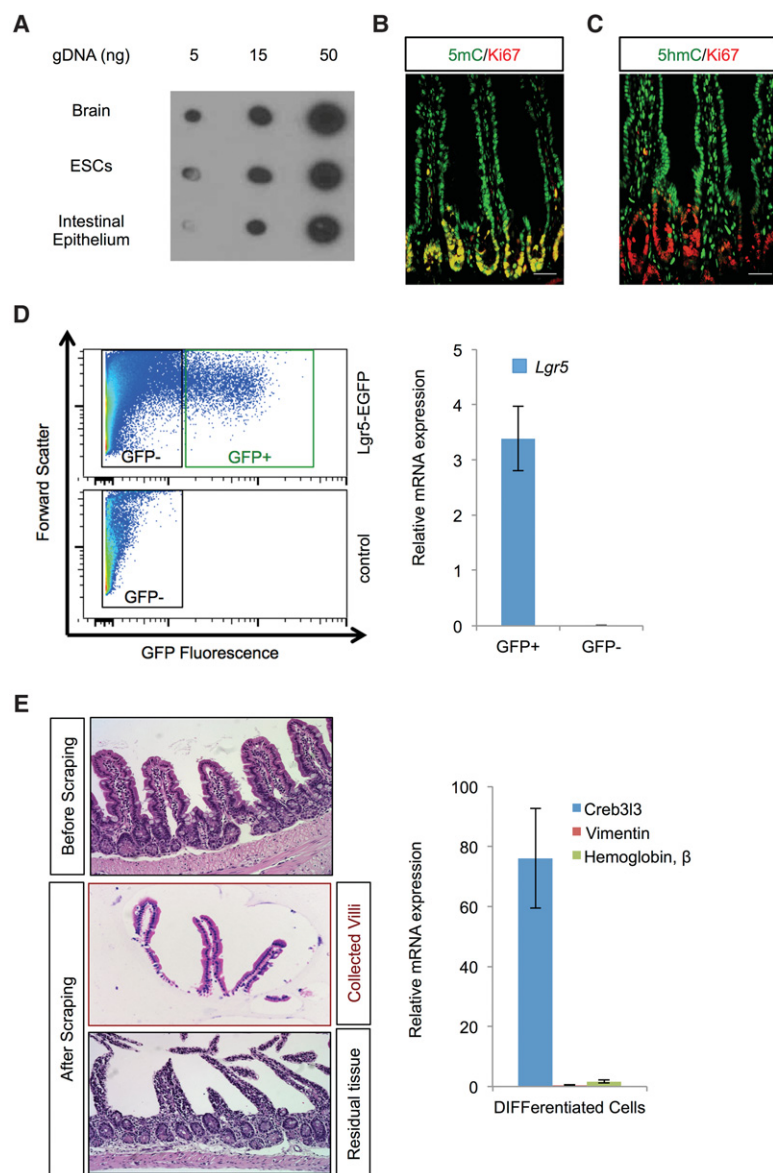 A
gDNA (ng) 5 15 50
Brain
ESCs
Intestinal
Epithelium
B
5mC/Ki67
C
5hmC/Ki67
D
Forward Scatter
GFP-
GFP+
Lgr5-EGFP
GFP-
control
GFP Fluorescence
Relative mRNA expression
5
4
3
2
1
0
Lgr5
GFP+ GFP-
E
Before Scraping
After Scraping
Collected Villi
Residual tissue
Relative mRNA expression
100
80
60
40
20
0
Creb3l3
Vimentin
Hemoglobin, β
DIFFerentiated Cells